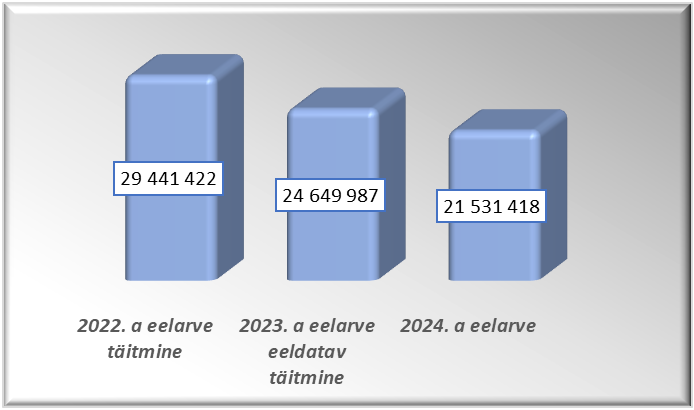 29 441 422
24 649 987
21 531 418
2022. a eelarve
täitmine
2023. a eelarve
eeldatav
täitmine
2024. a eelarve